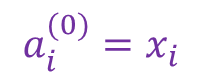 $a_i^{(0)} = x_i$